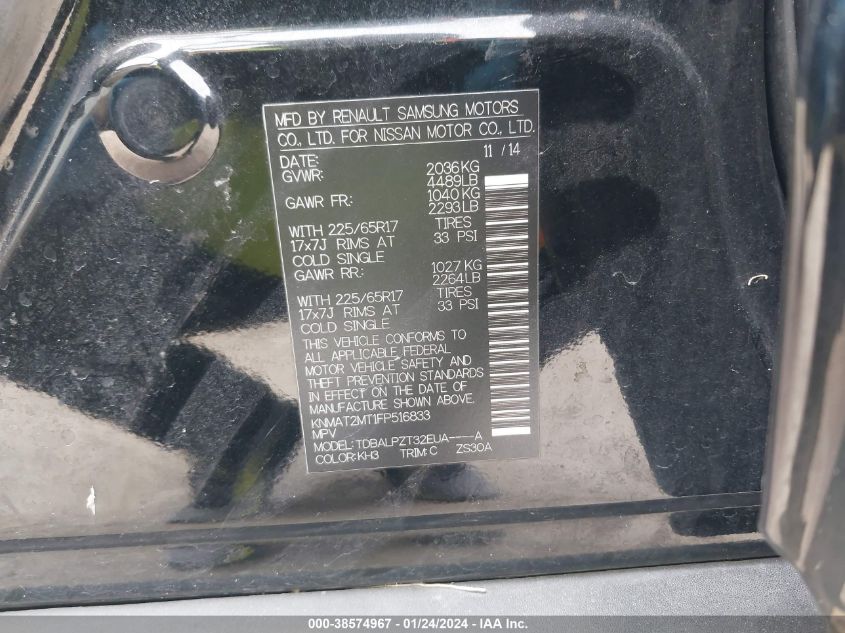 MFD BY RENAULT SAMSUNG MOTORS
CO., LTD. FOR NISSAN MOTOR CO., LTD.
DATE: 11 / 14
GVWR: 2036KG
4489LB
GAWR FR: 1040KG
2293LB
WITH 225/65R17 TIRES
17x7J RIMS AT 33 PSI
COLD SINGLE
GAWR RR: 1027KG
2264LB
WITH 225/65R17 TIRES
17x7J RIMS AT 33 PSI
COLD SINGLE
THIS VEHICLE CONFORMS TO
ALL APPLICABLE FEDERAL
MOTOR VEHICLE SAFETY AND
THEFT PREVENTION STANDARDS
IN EFFECT ON THE DATE OF
MANUFACTURE SHOWN ABOVE.
KNMAT2MT1FP516833
MPV
MODEL: TDBALPZT32EUA----A
COLOR: KH3 TRIM: C ZS30A
000-38574967 - 01/24/2024 - IAA Inc.